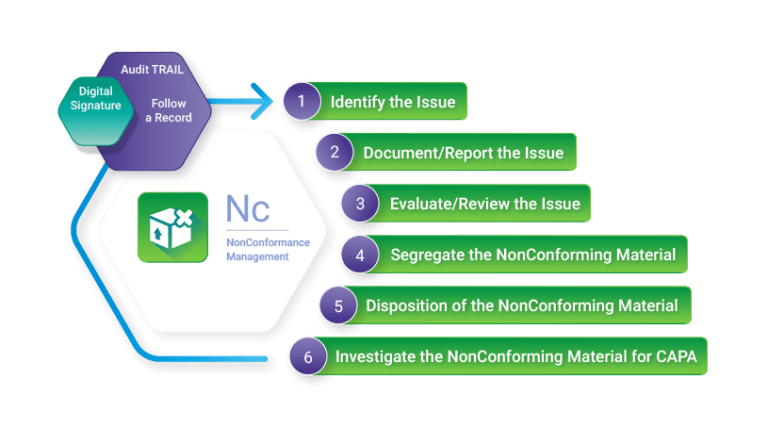 Audit TRAIL
Digital
Signature
Follow
a Record
Nc
NonConformance
Management
1 Identify the Issue
2 Document/Report the Issue
3 Evaluate/Review the Issue
4 Segregate the NonConforming Material
5 Disposition of the NonConforming Material
6 Investigate the NonConforming Material for CAPA